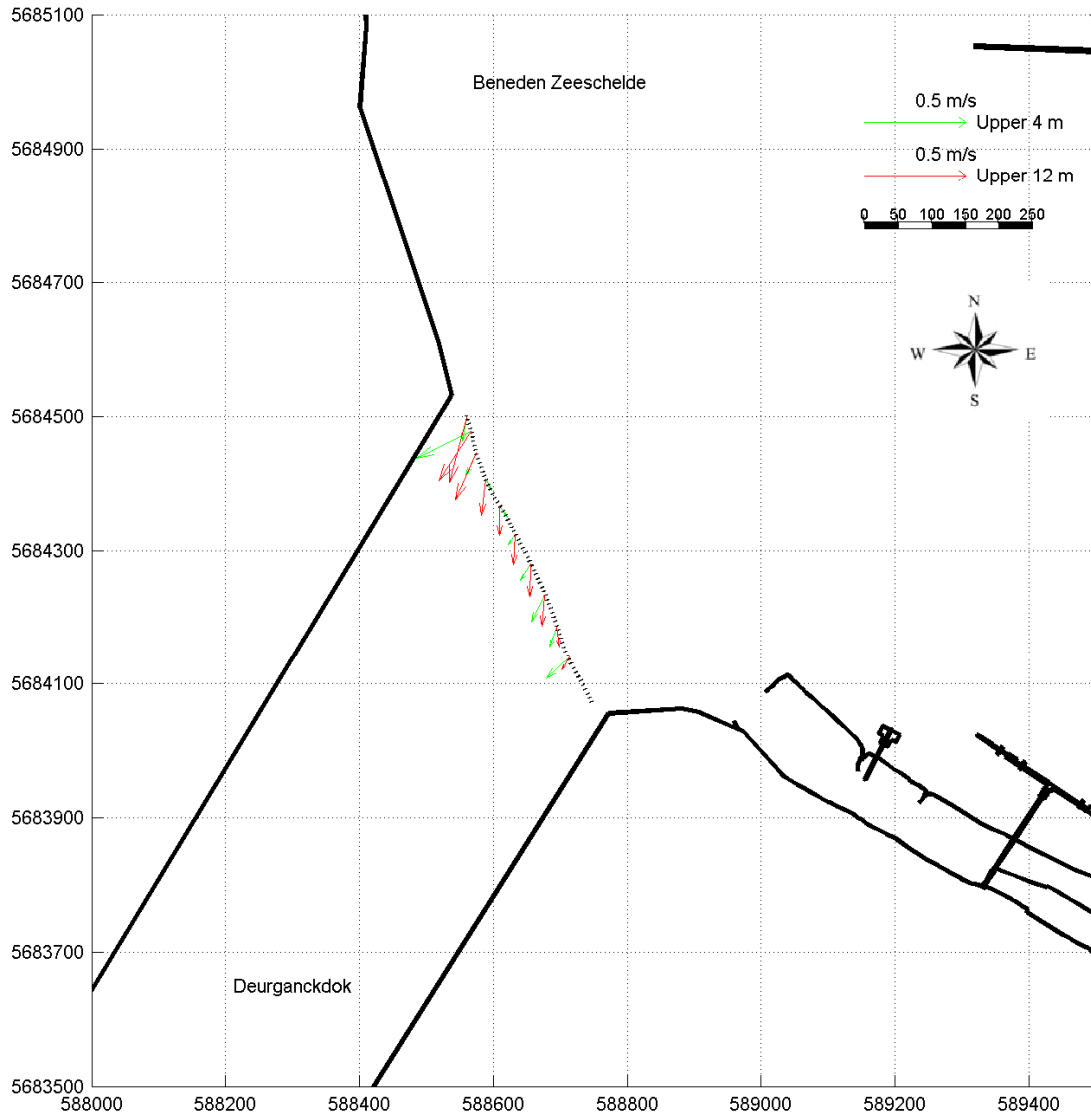 5685100
Beneden Zeeschelde
0.5 m/s
Upper 4 m
5684900
0.5 m/s
Upper 12 m
0 50 100 150 200 250
5684700
N
W E
S
5684500
5684300
5684100
5683900
5683700
Deurganckdok
5683500
588000 588200 588400 588600 588800 589000 589200 589400